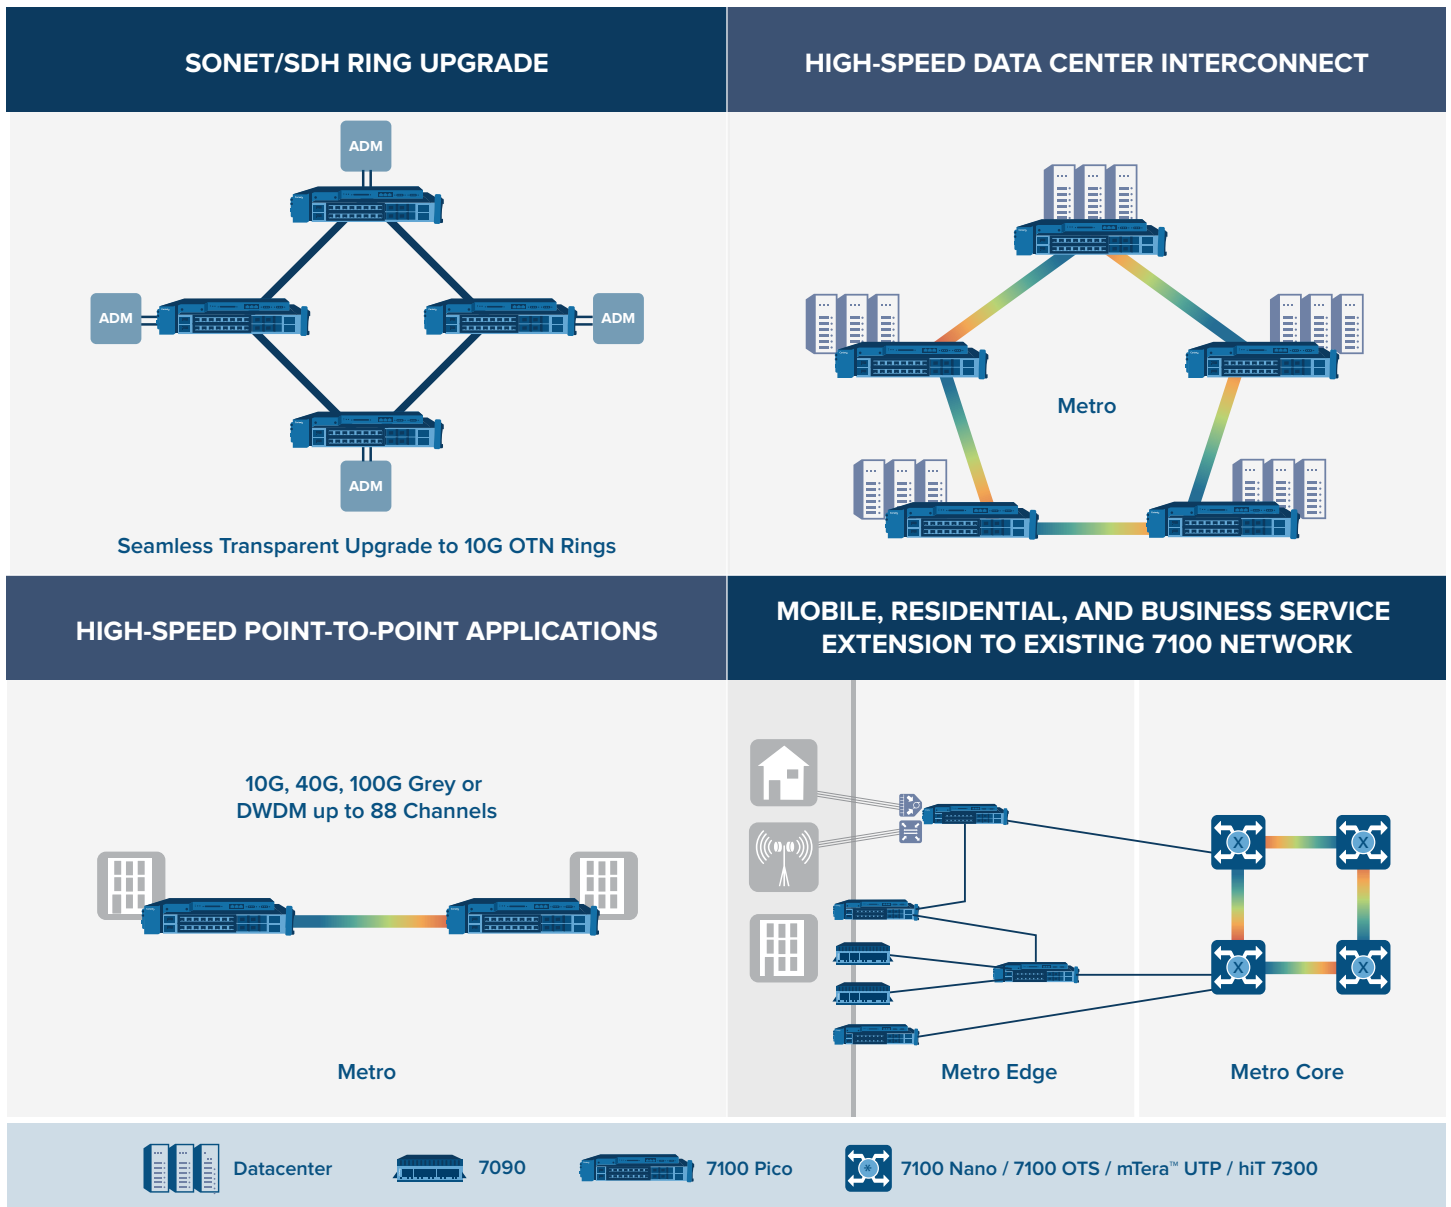 SONET/SDH RING UPGRADE
ADM
ADM
ADM
ADM
Seamless Transparent Upgrade to 10G OTN Rings
HIGH-SPEED DATA CENTER INTERCONNECT
Metro
HIGH-SPEED POINT-TO-POINT APPLICATIONS
10G, 40G, 100G Grey or
DWDM up to 88 Channels
Metro
MOBILE, RESIDENTIAL, AND BUSINESS SERVICE
EXTENSION TO EXISTING 7100 NETWORK
X
X
X
X
Metro Edge
Metro Core
Datacenter
7090
7100 Pico
7100 Nano / 7100 OTS / mTera™ UTP / hiT 7300